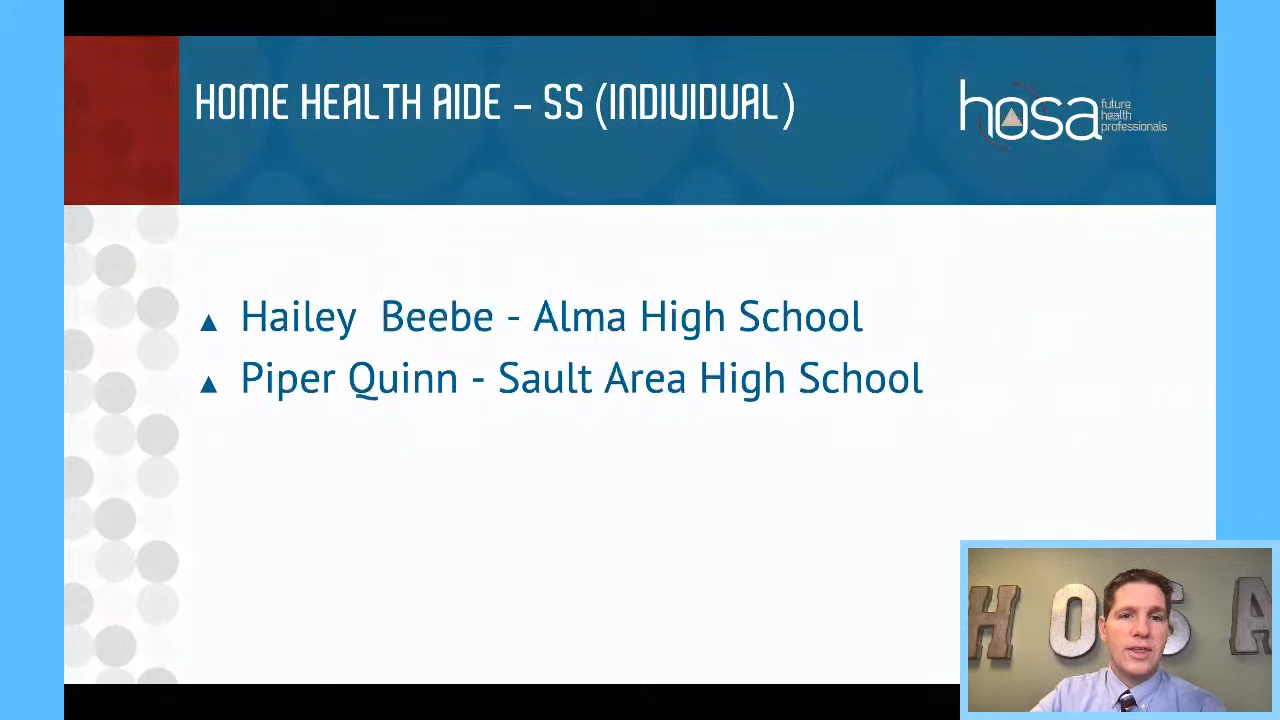 HOME HEALTH AIDE – SS (INDIVIDUAL)
hosa
future
health
professionals
▲ Hailey  Beebe - Alma High School
▲ Piper Quinn - Sault Area High School
HOSA